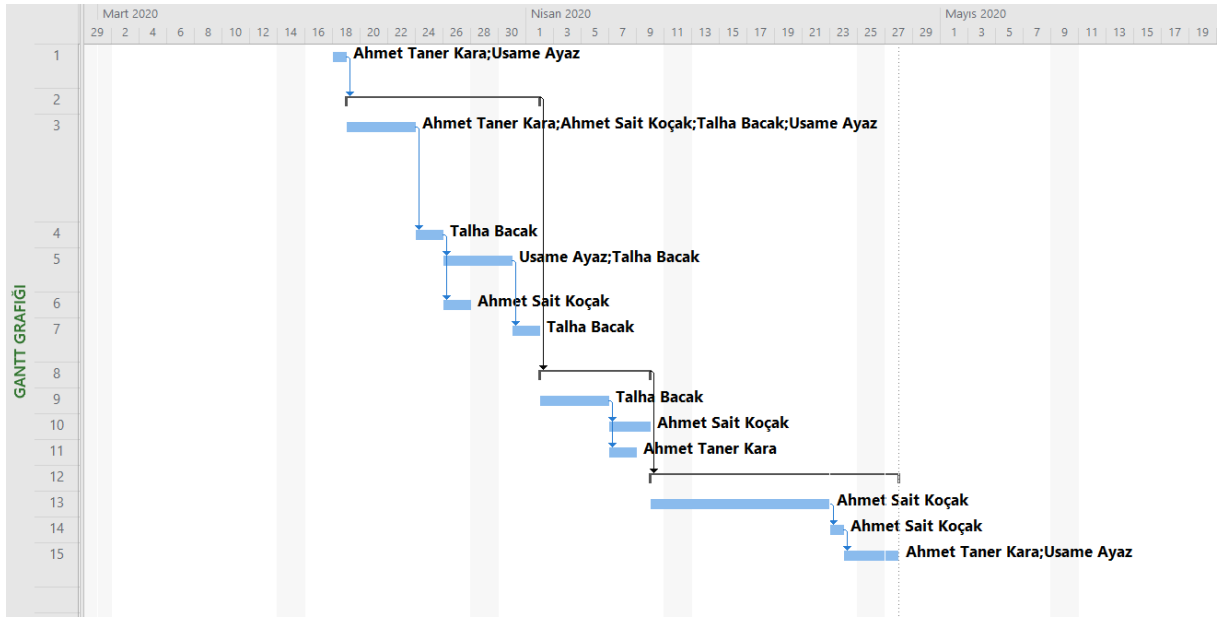 Mart 2020 Nisan 2020 Mayıs 2020
29 2 4 6 8 10 12 14 16 18 20 22 24 26 28 30 1 3 5 7 9 11 13 15 17 19 21 23 25 27 29 1 3 5 7 9 11 13 15 17 19
GANTT GRAFIĞI
1 Ahmet Taner Kara;Usame Ayaz
2
3 Ahmet Taner Kara;Ahmet Sait Koçak;Talha Bacak;Usame Ayaz
4 Talha Bacak
5 Usame Ayaz;Talha Bacak
6 Ahmet Sait Koçak
7 Talha Bacak
8
9 Talha Bacak
10 Ahmet Sait Koçak
11 Ahmet Taner Kara
12
13 Ahmet Sait Koçak
14 Ahmet Sait Koçak
15 Ahmet Taner Kara;Usame Ayaz